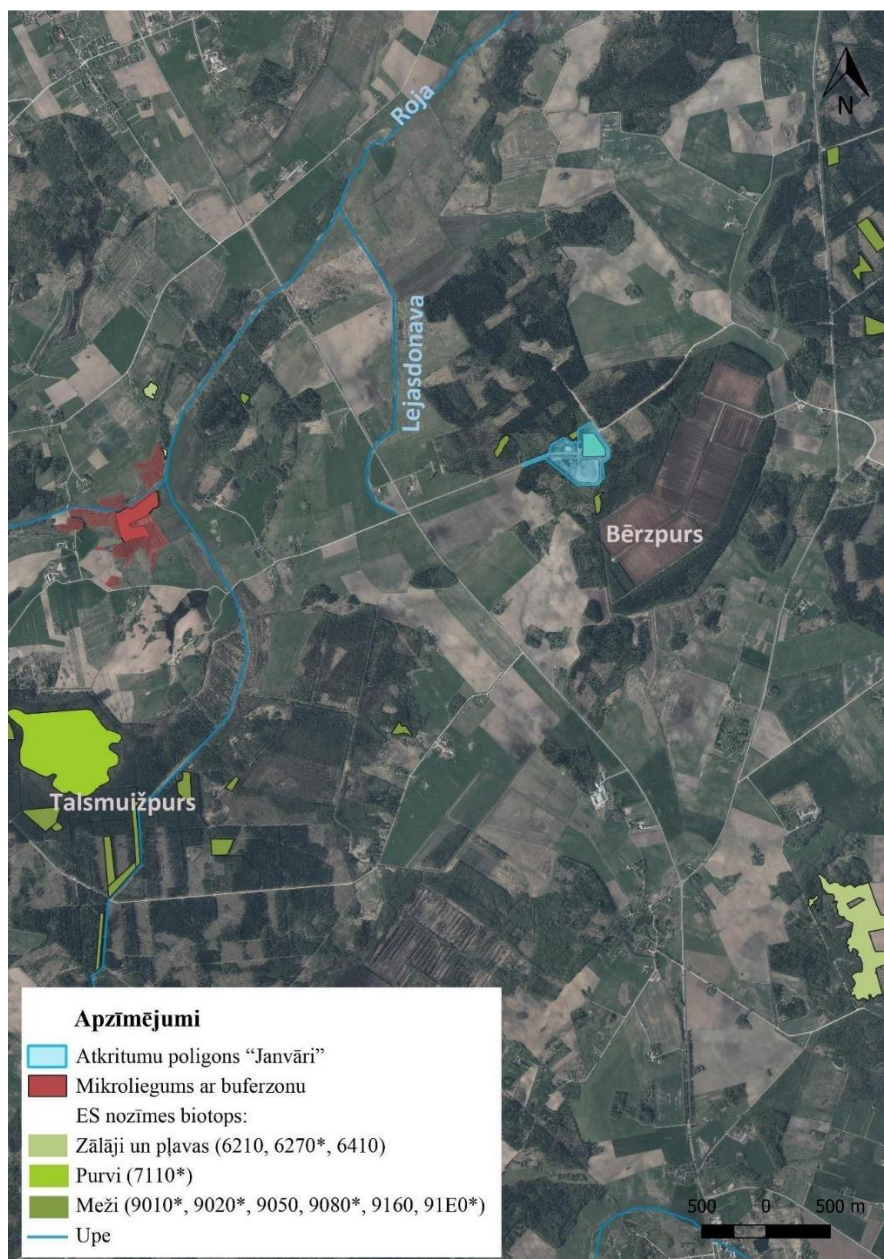 Roja
N
Lejasdonava
Bērzpurs
Talsmuižpurs
Apzīmējumi
Atkritumu poligons “Janvāri”
Mikroliegums ar buferzonu
ES nozīmes biotops:
Zālāji un pļavas (6210, 6270*, 6410)
Purvi (7110*)
Meži (9010*, 9020*, 9050, 9080*, 9160, 91E0*)
Upe
500 0 500 m